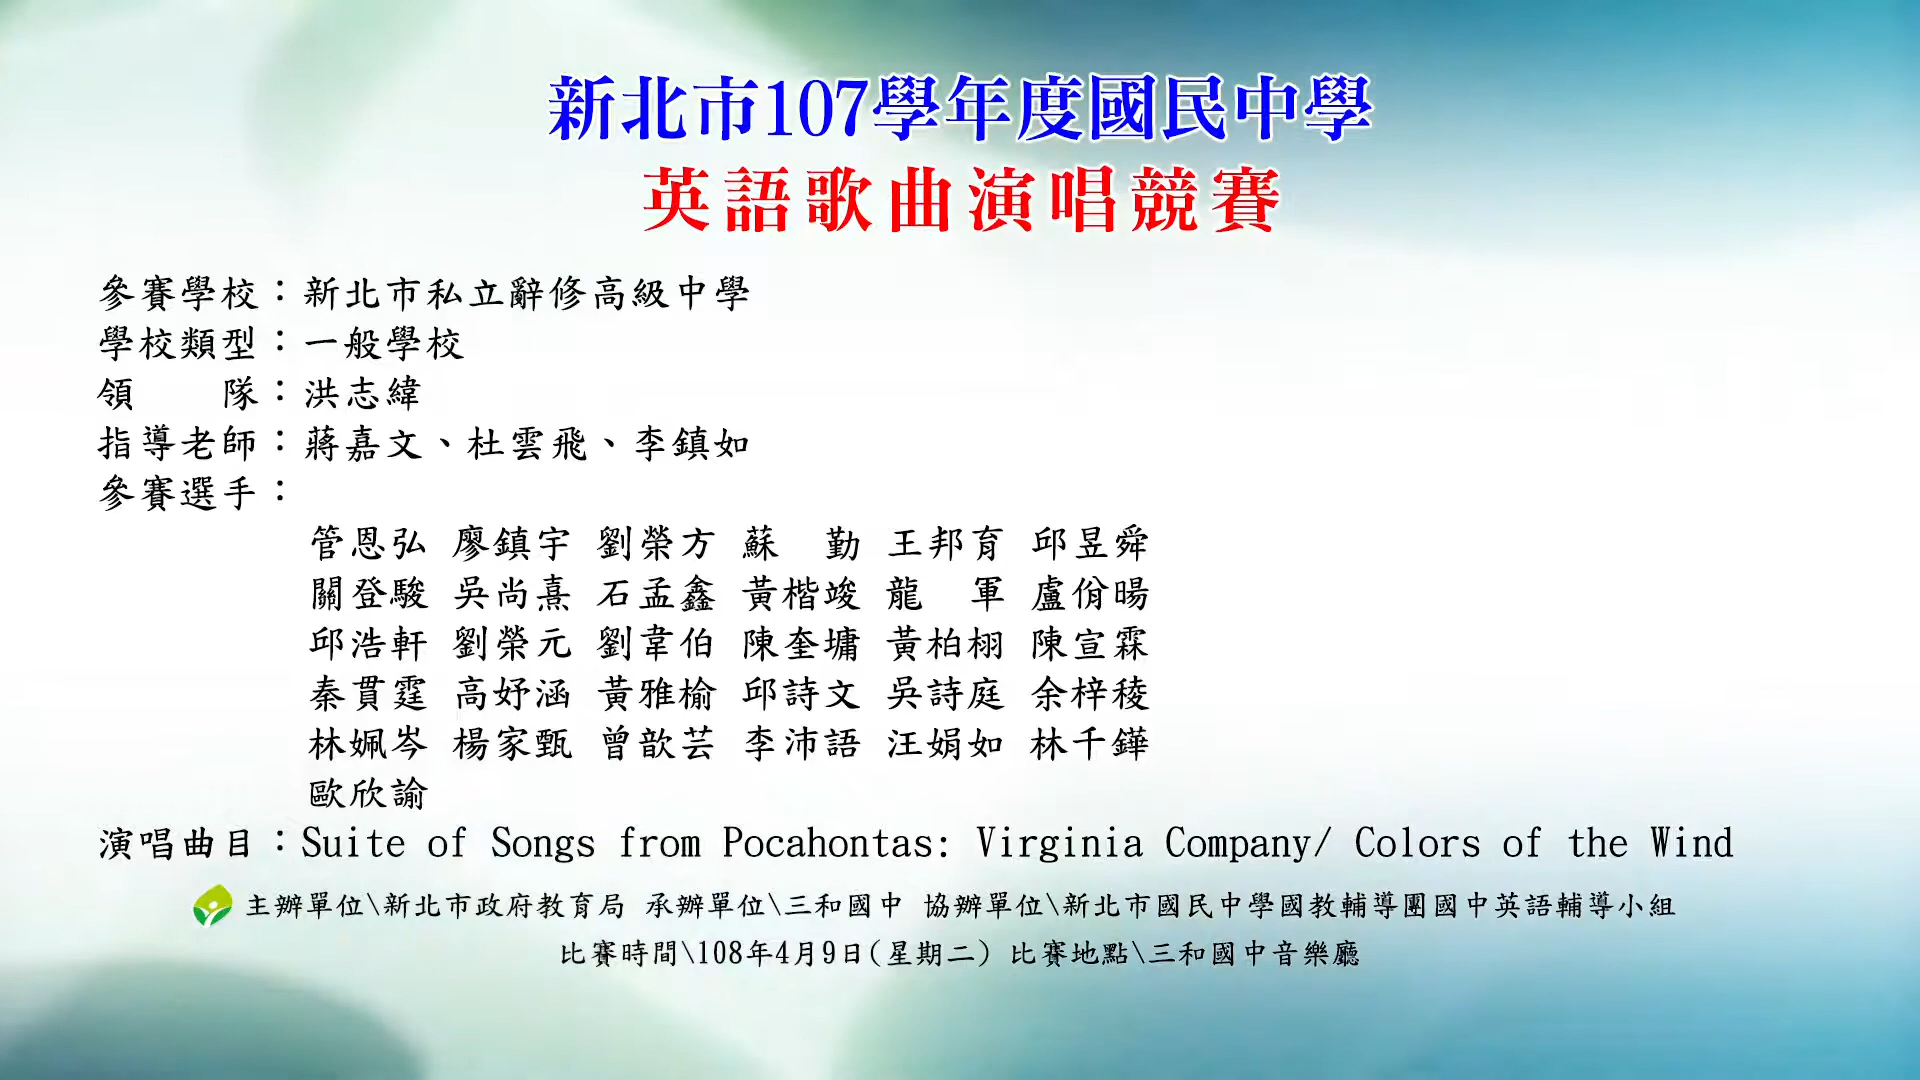 新北市107學年度國民中學
英語歌曲演唱競賽
參賽學校：新北市私立辭修高級中學
學校類型：一般學校
領　　隊：洪志緯
指導老師：蔣嘉文、杜雲飛、李鎮如
參賽選手：
管恩弘 廖鎮宇 劉榮方 蘇　勤 王邦育 邱昱舜
關登駿 吳尚熹 石孟鑫 黃楷竣 龍　軍 盧佾暘
邱浩軒 劉榮元 劉韋伯 陳奎墉 黃柏栩 陳宣霖
秦貫霆 高妤涵 黃雅榆 邱詩文 吳詩庭 余梓稜
林姵岑 楊家甄 曾歆芸 李沛語 汪娟如 林千鏵
歐欣諭
演唱曲目：Suite of Songs from Pocahontas: Virginia Company/ Colors of the Wind
主辦單位\新北市政府教育局 承辦單位\三和國中 協辦單位\新北市國民中學國教輔導團國中英語輔導小組
比賽時間\108年4月9日(星期二) 比賽地點\三和國中音樂廳